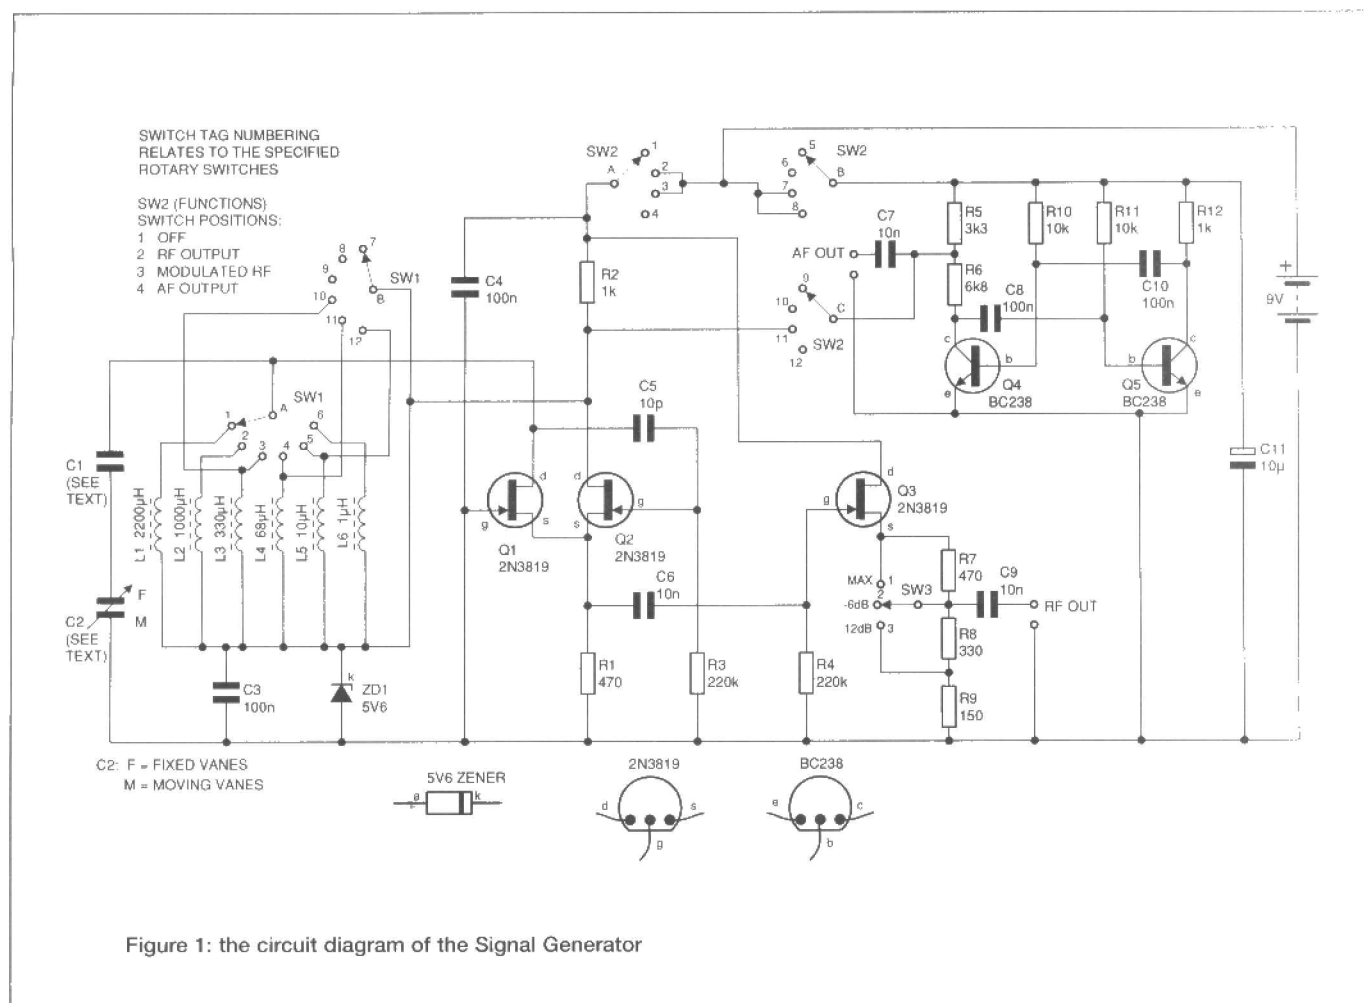 SWITCH TAG NUMBERING
RELATES TO THE SPECIFIED
ROTARY SWITCHES
SW2 (FUNCTIONS)
SWITCH POSITIONS:
1 OFF
2 RF OUTPUT
3 MODULATED RF
4 AF OUTPUT
SW2
A
1
2
3
4
5
6
7
8
SW2
B
7
8
9
10
11
12
SW1
B
C4
100n
R2
1k
AF OUT
C7
10n
9
10
11
12
C
SW2
R5
3k3
R6
6k8
R10
10k
R11
10k
R12
1k
C8
100n
C10
100n
+
9V
c
b
e
Q4
BC238
c
b
e
Q5
BC238
C11
10µ
SW1
A
1
2
3
4
5
6
C1
(SEE
TEXT)
L1 2200µH
L2 1000µH
L3 330µH
L4 68µH
L5 10µH
L6 1µH
C5
10p
d
g
s
Q1
2N3819
d
g
s
Q2
2N3819
d
g
s
Q3
2N3819
C2
(SEE
TEXT)
F
M
C6
10n
MAX
1
-6dB
2
12dB
3
SW3
R7
470
C9
10n
RF OUT
R8
330
R9
150
C3
100n
k
ZD1
5V6
R1
470
R3
220k
R4
220k
C2: F = FIXED VANES
M = MOVING VANES
5V6 ZENER
a
k
2N3819
d
s
g
BC238
e
c
b
Figure 1: the circuit diagram of the Signal Generator